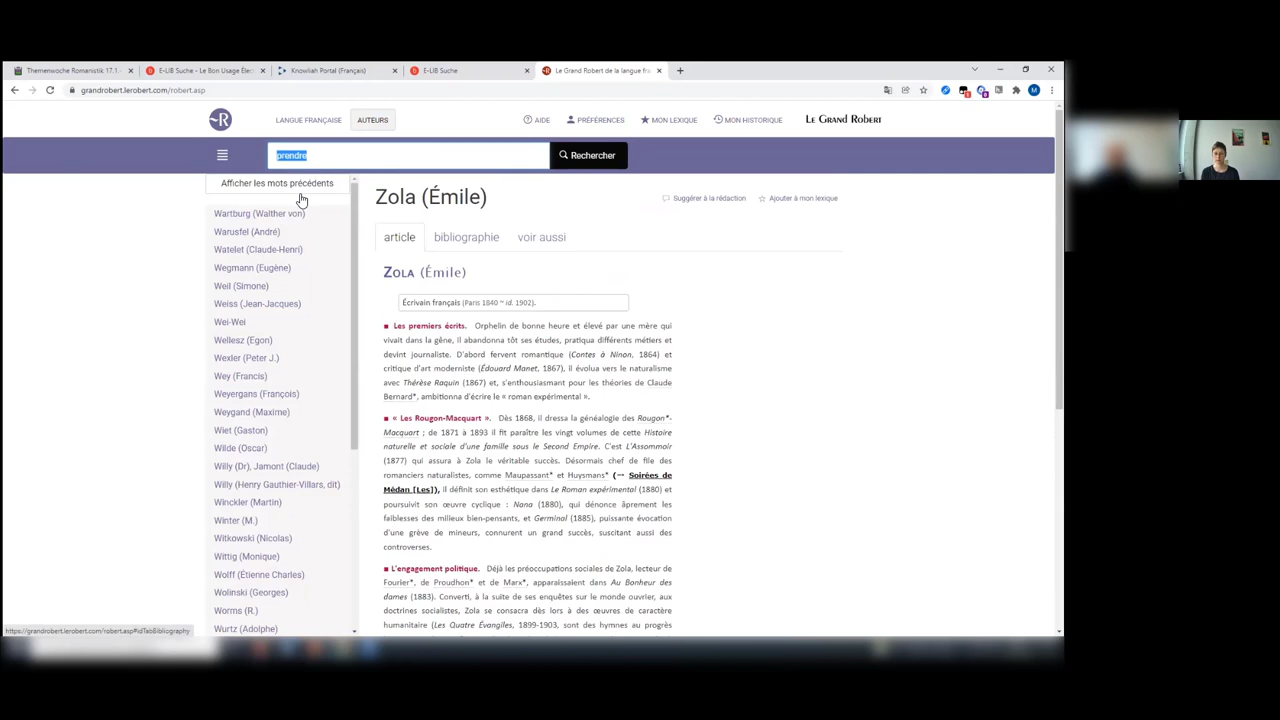 Themenwoche Romanistik 17.1.-
E-LIB Suche - Le Bon Usage Élec
Knowliah Portal (Français)
E-LIB Suche
Le Grand Robert de la langue fra
grandrobert.lerobert.com/robert.asp
LANGUE FRANÇAISE
AUTEURS
AIDE
PRÉFÉRENCES
MON LEXIQUE
MON HISTORIQUE
LE GRAND ROBERT
prendre
Rechercher
Afficher les mots précédents
Wartburg (Walther von)
Warusfel (André)
Watelet (Claude-Henri)
Wegmann (Eugène)
Weil (Simone)
Weiss (Jean-Jacques)
Wei-Wei
Wellesz (Egon)
Wexler (Peter J.)
Wey (Francis)
Weyergans (François)
Weygand (Maxime)
Wiet (Gaston)
Wilde (Oscar)
Willy (Dr), Jamont (Claude)
Willy (Henry Gauthier-Villars, dit)
Winckler (Martin)
Winter (M.)
Witkowski (Nicolas)
Wittig (Monique)
Wolff (Étienne Charles)
Wolinski (Georges)
Worms (R.)
Wurtz (Adolphe)
https://grandrobert.lerobert.com/robert.asp#idTabBibliography
Zola (Émile)
Suggérer à la rédaction
Ajouter à mon lexique
article
bibliographie
voir aussi
ZOLA (Émile)
Écrivain français (Paris 1840 ~ id. 1902).
■ Les premiers écrits. Orphelin de bonne heure et élevé par une mère qui
vivait dans la gêne, il abandonna tôt ses études, pratiqua différents métiers et
devint journaliste. D'abord fervent romantique (Contes à Ninon, 1864) et
critique d'art moderniste (Édouard Manet, 1867), il évolua vers le naturalisme
avec Thérèse Raquin (1867) et, s'enthousiasmant pour les théories de Claude
Bernard*, ambitionna d'écrire le « roman expérimental ».
■ « Les Rougon-Macquart ». Dès 1868, il dressa la généalogie des Rougon*-
Macquart ; de 1871 à 1893 il fit paraître les vingt volumes de cette Histoire
naturelle et sociale d'une famille sous le Second Empire. C'est L'Assommoir
(1877) qui assura à Zola le véritable succès. Désormais chef de file des
romanciers naturalistes, comme Maupassant* et Huysmans* (→ Soirées de
Médan [Les]), il définit son esthétique dans Le Roman expérimental (1880) et
poursuivit son œuvre cyclique : Nana (1880), qui dénonce âprement les
faiblesses des milieux bien-pensants, et Germinal (1885), puissante évocation
d'une grève de mineurs, connurent un grand succès, suscitant aussi des
controverses.
■ L'engagement politique. Déjà les préoccupations sociales de Zola, lecteur de
Fourier*, de Proudhon* et de Marx*, apparaissaient dans Au Bonheur des
dames (1883). Converti, à la suite de ses enquêtes sur le monde ouvrier, aux
doctrines socialistes, Zola se consacra dès lors à des œuvres de caractère
humanitaire (Les Quatre Évangiles, 1899-1903, sont des hymnes au progrès